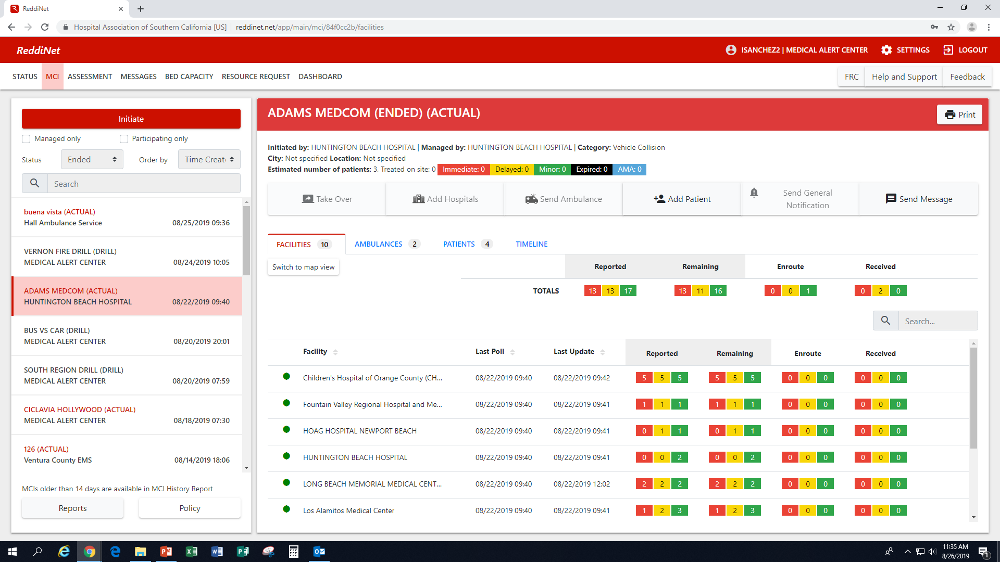 ReddiNet
Hospital Association of Southern California [US] | reddinet.net/app/main/mci/84f0cc2b/facilities
ReddiNet
ISANCHEZ2 | MEDICAL ALERT CENTER SETTINGS LOGOUT
STATUS MCI ASSESSMENT MESSAGES BED CAPACITY RESOURCE REQUEST DASHBOARD
FRC Help and Support Feedback
Initiate
Managed only Participating only
Status Ended Order by Time Creat
Search
buena vista (ACTUAL)
Hall Ambulance Service 08/25/2019 09:36
VERNON FIRE DRILL (DRILL)
MEDICAL ALERT CENTER 08/24/2019 10:05
ADAMS MEDCOM (ACTUAL)
HUNTINGTON BEACH HOSPITAL 08/22/2019 09:40
BUS VS CAR (DRILL)
MEDICAL ALERT CENTER 08/20/2019 20:01
SOUTH REGION DRILL (DRILL)
MEDICAL ALERT CENTER 08/20/2019 07:59
CICLAVIA HOLLYWOOD (ACTUAL)
MEDICAL ALERT CENTER 08/18/2019 07:30
126 (ACTUAL)
Ventura County EMS 08/14/2019 18:06
MCIs older than 14 days are available in MCI History Report
Reports Policy
ADAMS MEDCOM (ENDED) (ACTUAL)
Print
Initiated by: HUNTINGTON BEACH HOSPITAL | Managed by: HUNTINGTON BEACH HOSPITAL | Category: Vehicle Collision
City: Not specified Location: Not specified
Estimated number of patients: 3, Treated on site: 0 Immediate: 0 Delayed: 0 Minor: 0 Expired: 0 AMA: 0
Take Over Add Hospitals Send Ambulance Add Patient Send General Notification Send Message
FACILITIES 10 AMBULANCES 2 PATIENTS 4 TIMELINE
Switch to map view
Reported Remaining Enroute Received
TOTALS 13 13 17 13 11 16 0 0 1 0 2 0
Search...
Facility Last Poll Last Update Reported Remaining Enroute Received
Children's Hospital of Orange County (CH... 08/22/2019 09:40 08/22/2019 09:42 5 5 5 5 5 5 0 0 0 0 0 0
Fountain Valley Regional Hospital and Me... 08/22/2019 09:40 08/22/2019 09:41 1 1 1 1 1 1 0 0 0 0 0 0
HOAG HOSPITAL NEWPORT BEACH 08/22/2019 09:40 08/22/2019 09:41 0 1 1 0 1 1 0 0 0 0 0 0
HUNTINGTON BEACH HOSPITAL 08/22/2019 09:40 08/22/2019 09:41 0 0 2 0 0 2 0 0 0 0 0 0
LONG BEACH MEMORIAL MEDICAL CENT... 08/22/2019 09:40 08/22/2019 12:02 2 2 2 2 2 2 0 0 0 0 0 0
Los Alamitos Medical Center 08/22/2019 09:40 08/22/2019 09:41 1 2 3 1 2 3 0 0 0 0 0 0
11:35 AM
8/26/2019
1